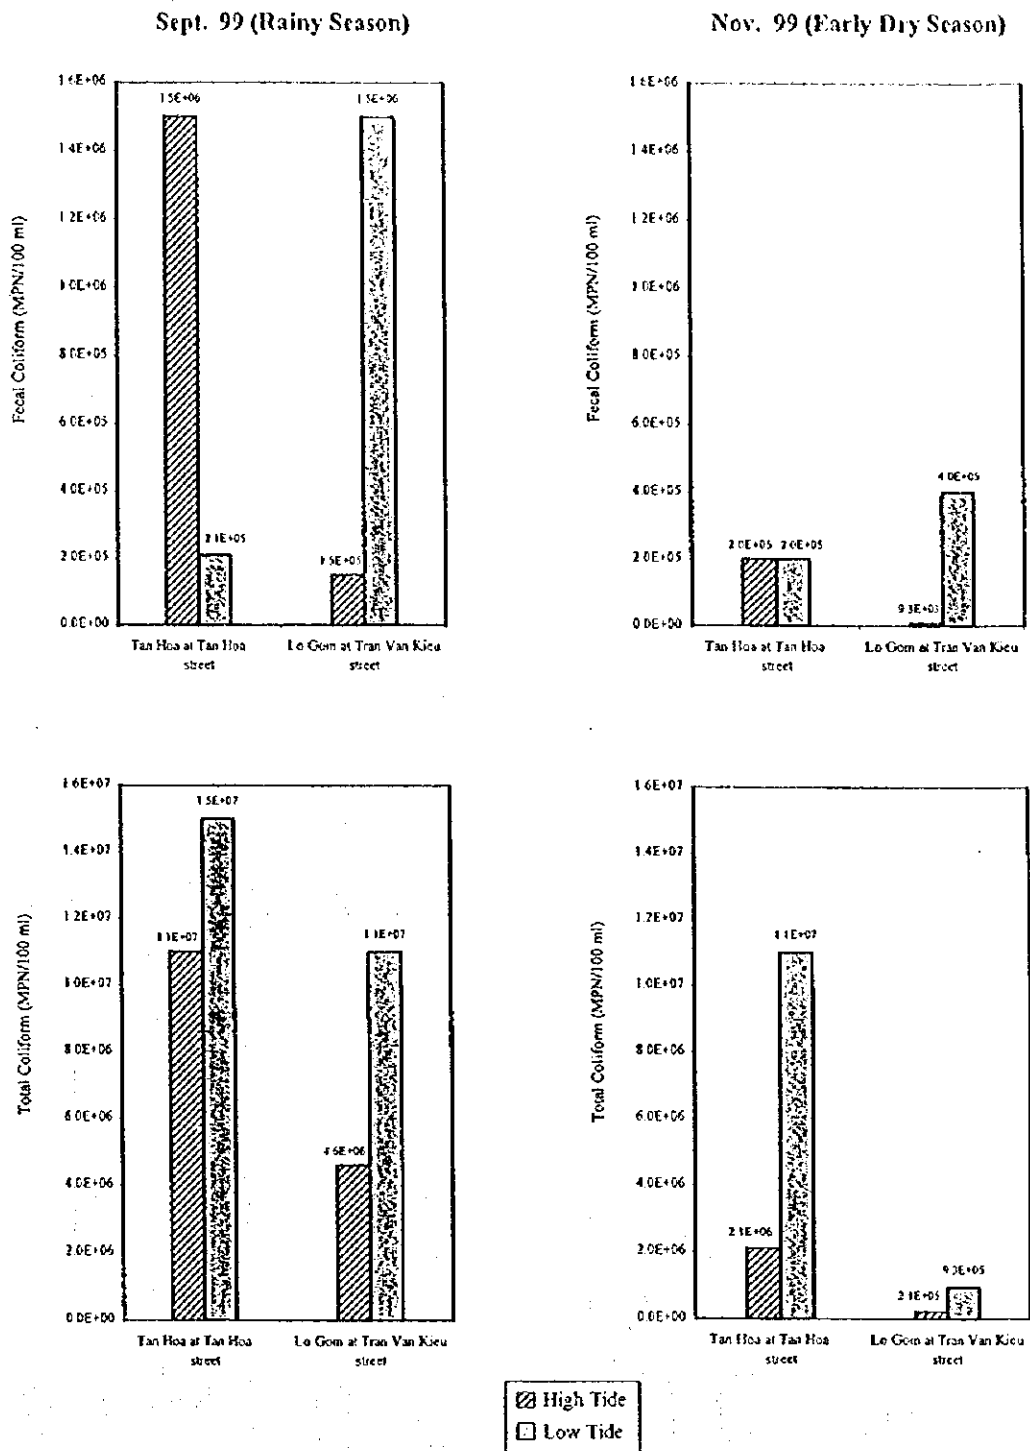 Sept. 99 (Rainy Season)
Nov. 99 (Early Dry Season)
Fecal Coliform (MPN/100 ml)
1.6E+06
1.4E+06
1.2E+06
1.0E+06
8.0E+05
6.0E+05
4.0E+05
2.0E+05
0.0E+00
1.5E+06
2.1E+05
1.5E+05
1.5E+06
Tan Hoa at Tan Hoa
street
Lo Gom at Tran Van Kieu
street
Fecal Coliform (MPN/100 ml)
1.6E+06
1.4E+06
1.2E+06
1.0E+06
8.0E+05
6.0E+05
4.0E+05
2.0E+05
0.0E+00
2.0E+05
2.0E+05
9.3E+03
4.0E+05
Tan Hoa at Tan Hoa
street
Lo Gom at Tran Van Kieu
street
Total Coliform (MPN/100 ml)
1.6E+07
1.4E+07
1.2E+07
1.0E+07
8.0E+06
6.0E+06
4.0E+06
2.0E+06
0.0E+00
1.1E+07
1.5E+07
4.6E+06
1.1E+07
Tan Hoa at Tan Hoa
street
Lo Gom at Tran Van Kieu
street
Total Coliform (MPN/100 ml)
1.6E+07
1.4E+07
1.2E+07
1.0E+07
8.0E+06
6.0E+06
4.0E+06
2.0E+06
0.0E+00
2.1E+06
1.1E+07
2.1E+05
9.3E+05
Tan Hoa at Tan Hoa
street
Lo Gom at Tran Van Kieu
street
High Tide
Low Tide